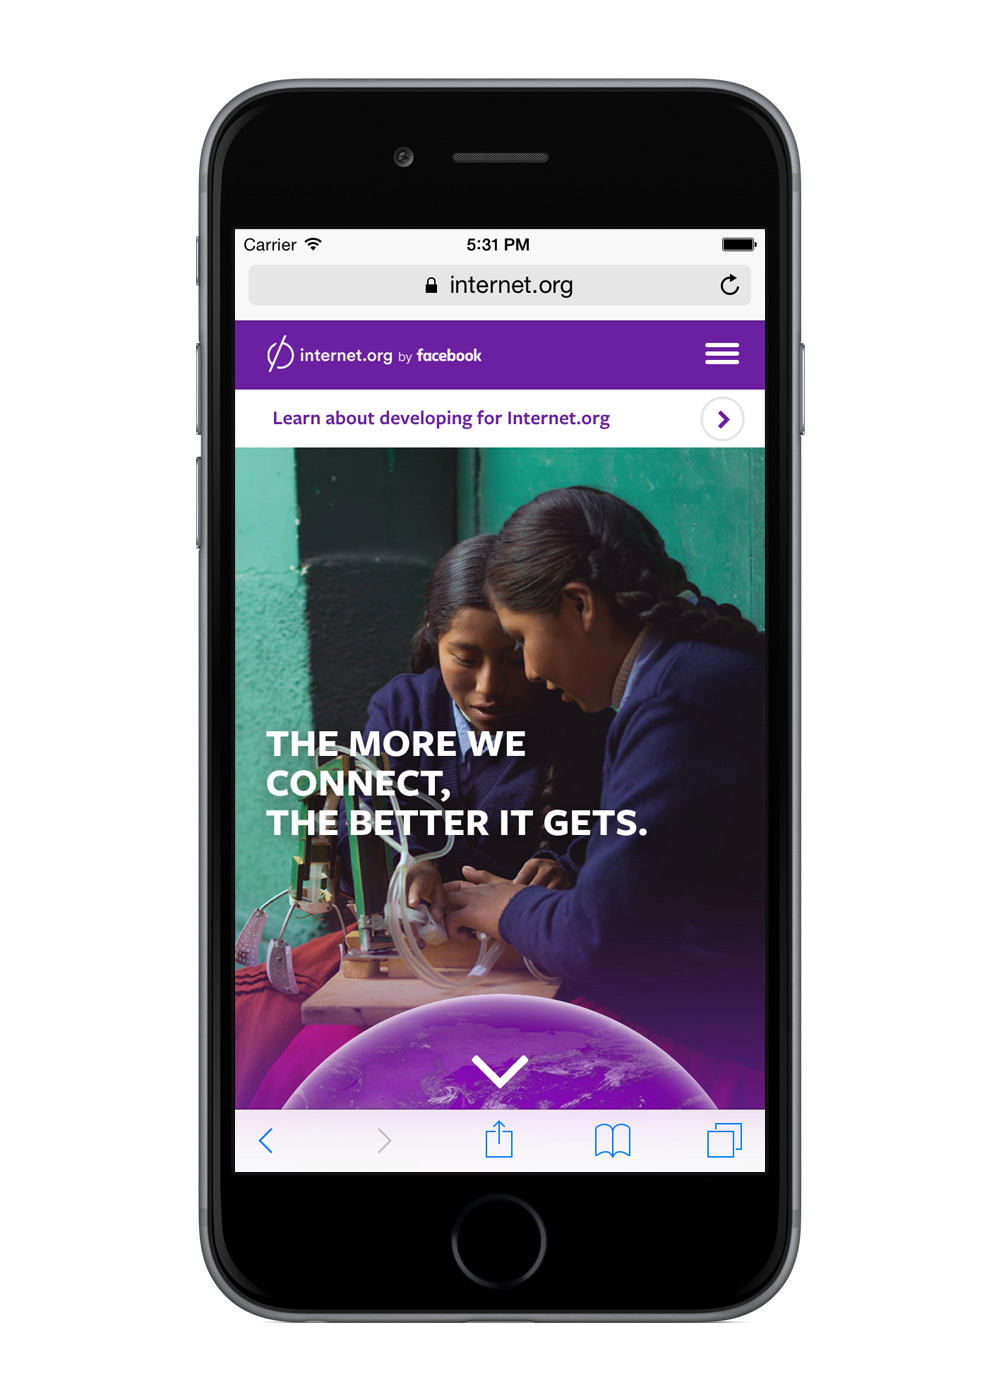 Carrier 5:31 PM
internet.org
internet.org by facebook
Learn about developing for Internet.org
THE MORE WE
CONNECT,
THE BETTER IT GETS.